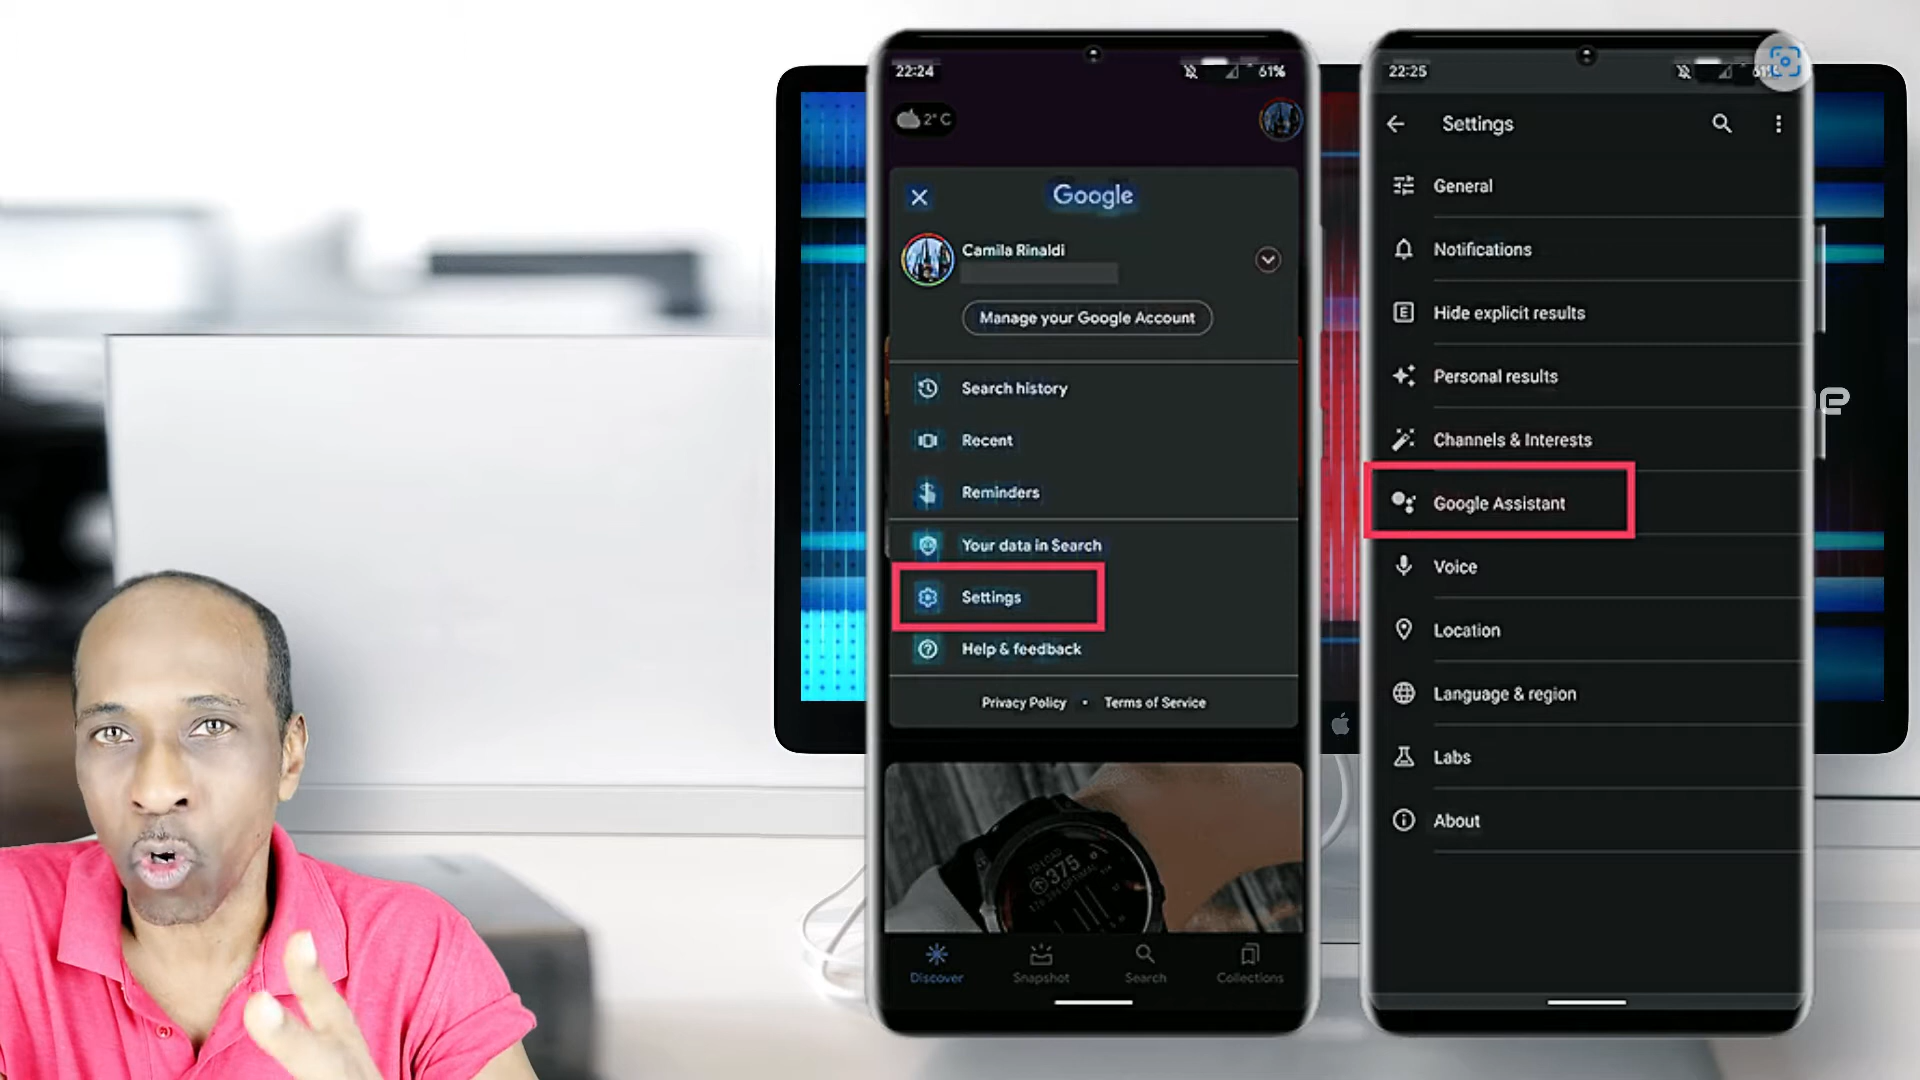 22:24
61%
2° C
Google
Camila Rinaldi
Manage your Google Account
Search history
Recent
Reminders
Your data in Search
Settings
Help & feedback
Privacy Policy • Terms of Service
375
Discover
Snapshot
Search
Collections
22:25
Settings
General
Notifications
Hide explicit results
Personal results
Channels & Interests
Google Assistant
Voice
Location
Language & region
Labs
About